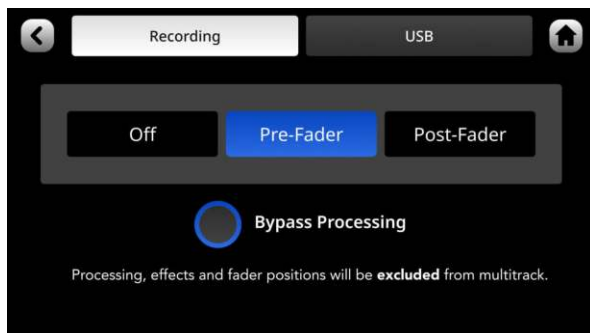 Recording USB
Off Pre-Fader Post-Fader
Bypass Processing
Processing, effects and fader positions will be excluded from multitrack.